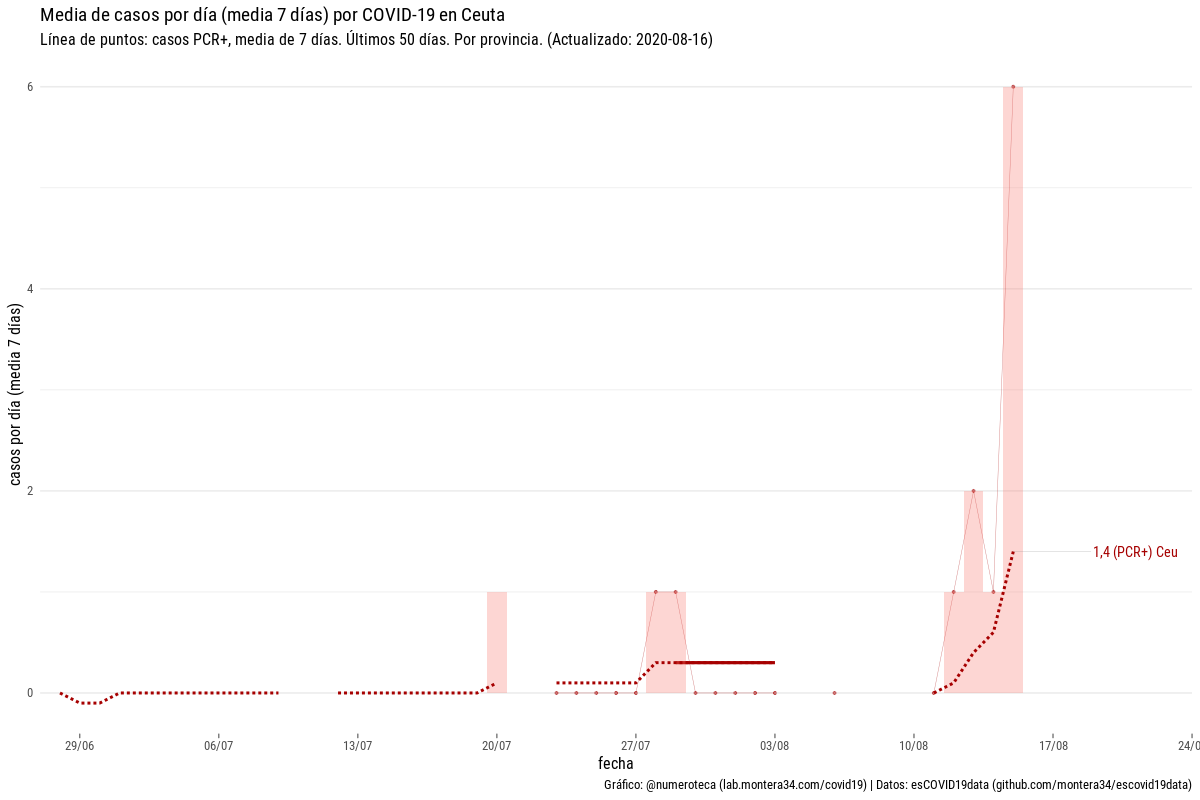 Media de casos por día (media 7 días) por COVID-19 en Ceuta
Línea de puntos: casos PCR+, media de 7 días. Últimos 50 días. Por provincia. (Actualizado: 2020-08-16)
casos por día (media 7 días)
6
4
2
0
1,4 (PCR+) Ceu
29/06 06/07 13/07 20/07 27/07 03/08 10/08 17/08 24/0
fecha
Gráfico: @numeroteca (lab.montera34.com/covid19) | Datos: esCOVID19data (github.com/montera34/escovid19data)